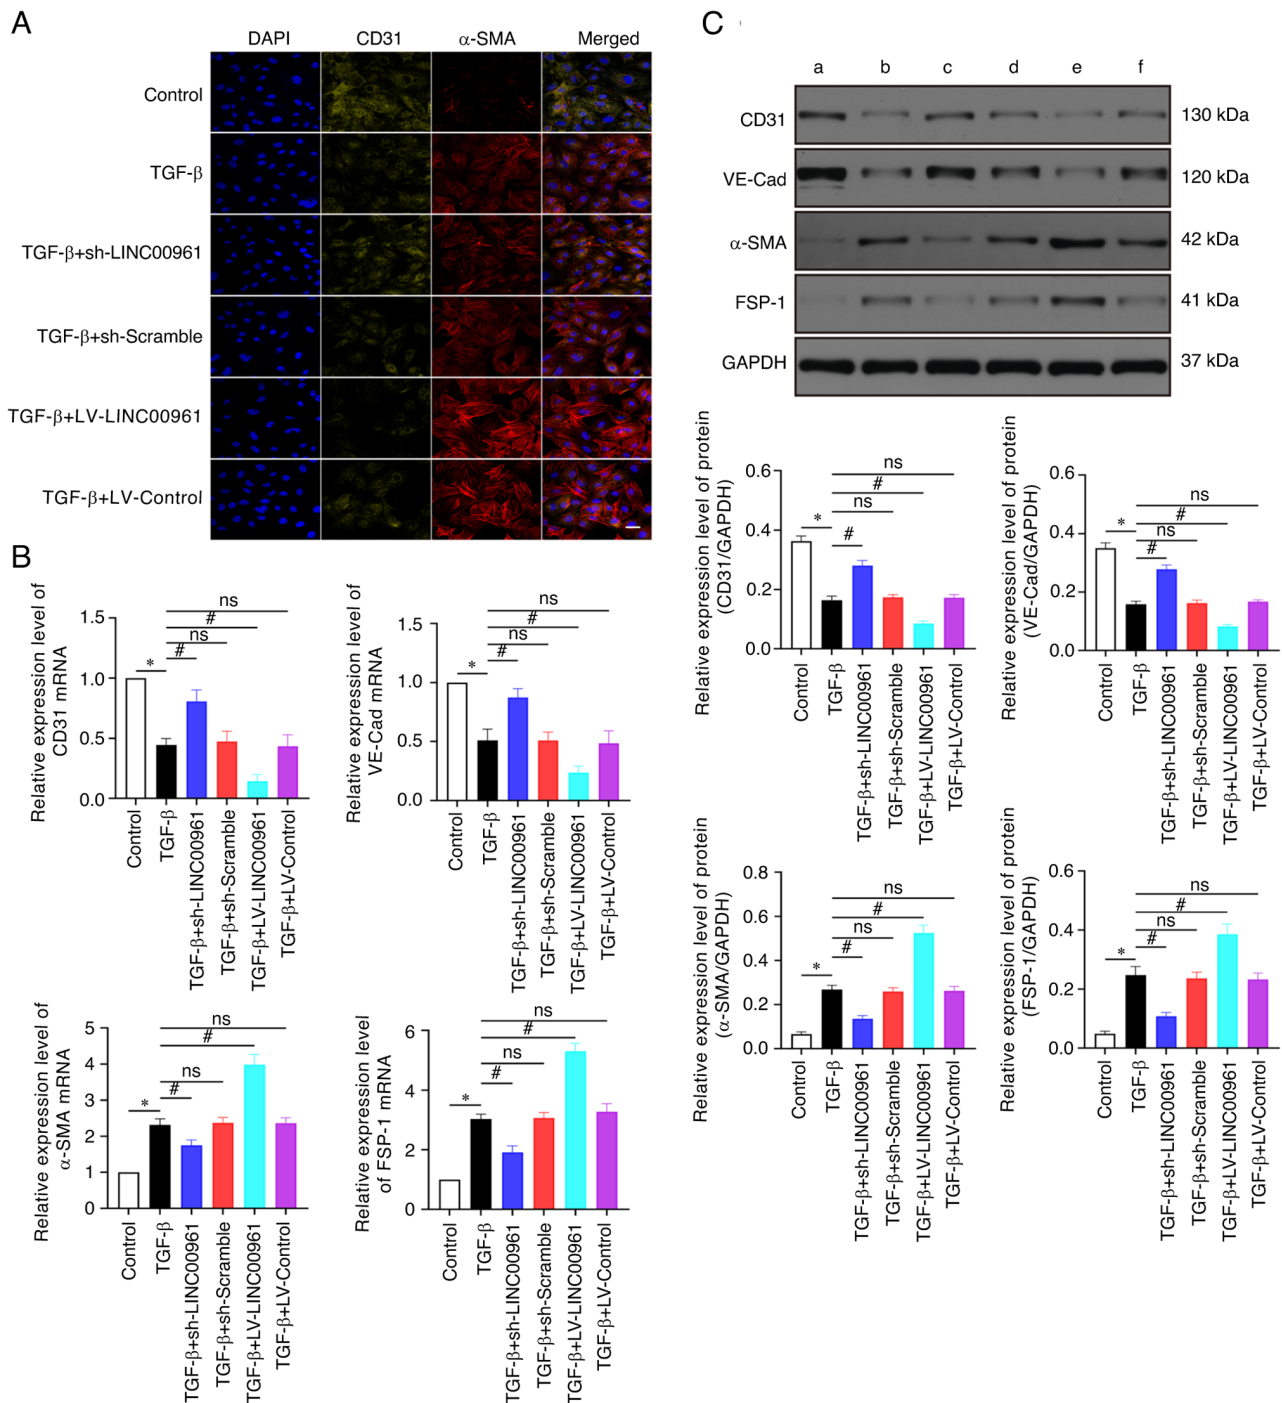 A
DAPI CD31 α-SMA Merged
Control
TGF-β
TGF-β+sh-LINC00961
TGF-β+sh-Scramble
TGF-β+LV-LINC00961
TGF-β+LV-Control
B
Relative expression level of
CD31 mRNA
1.5
1.0
0.5
0.0
ns
#
ns
#
*
Control
TGF-β
TGF-β+sh-LINC00961
TGF-β+sh-Scramble
TGF-β+LV-LINC00961
TGF-β+LV-Control
Relative expression level of
VE-Cad mRNA
1.5
1.0
0.5
0.0
ns
#
ns
#
*
Control
TGF-β
TGF-β+sh-LINC00961
TGF-β+sh-Scramble
TGF-β+LV-LINC00961
TGF-β+LV-Control
Relative expression level of
α-SMA mRNA
5
4
3
2
1
0
ns
#
ns
#
*
Control
TGF-β
TGF-β+sh-LINC00961
TGF-β+sh-Scramble
TGF-β+LV-LINC00961
TGF-β+LV-Control
Relative expression level
of FSP-1 mRNA
6
4
2
0
ns
#
ns
#
*
Control
TGF-β
TGF-β+sh-LINC00961
TGF-β+sh-Scramble
TGF-β+LV-LINC00961
TGF-β+LV-Control
C
a b c d e f
CD31 130 kDa
VE-Cad 120 kDa
α-SMA 42 kDa
FSP-1 41 kDa
GAPDH 37 kDa
Relative expression level of protein
(CD31/GAPDH)
0.6
0.4
0.2
0.0
ns
#
ns
#
*
Control
TGF-β
TGF-β+sh-LINC00961
TGF-β+sh-Scramble
TGF-β+LV-LINC00961
TGF-β+LV-Control
Relative expression level of protein
(VE-Cad/GAPDH)
0.6
0.4
0.2
0.0
ns
#
ns
#
*
Control
TGF-β
TGF-β+sh-LINC00961
TGF-β+sh-Scramble
TGF-β+LV-LINC00961
TGF-β+LV-Control
Relative expression level of protein
(α-SMA/GAPDH)
0.8
0.6
0.4
0.2
0.0
ns
#
ns
#
*
Control
TGF-β
TGF-β+sh-LINC00961
TGF-β+sh-Scramble
TGF-β+LV-LINC00961
TGF-β+LV-Control
Relative expression level of protein
(FSP-1/GAPDH)
0.6
0.4
0.2
0.0
ns
#
ns
#
*
Control
TGF-β
TGF-β+sh-LINC00961
TGF-β+sh-Scramble
TGF-β+LV-LINC00961
TGF-β+LV-Control